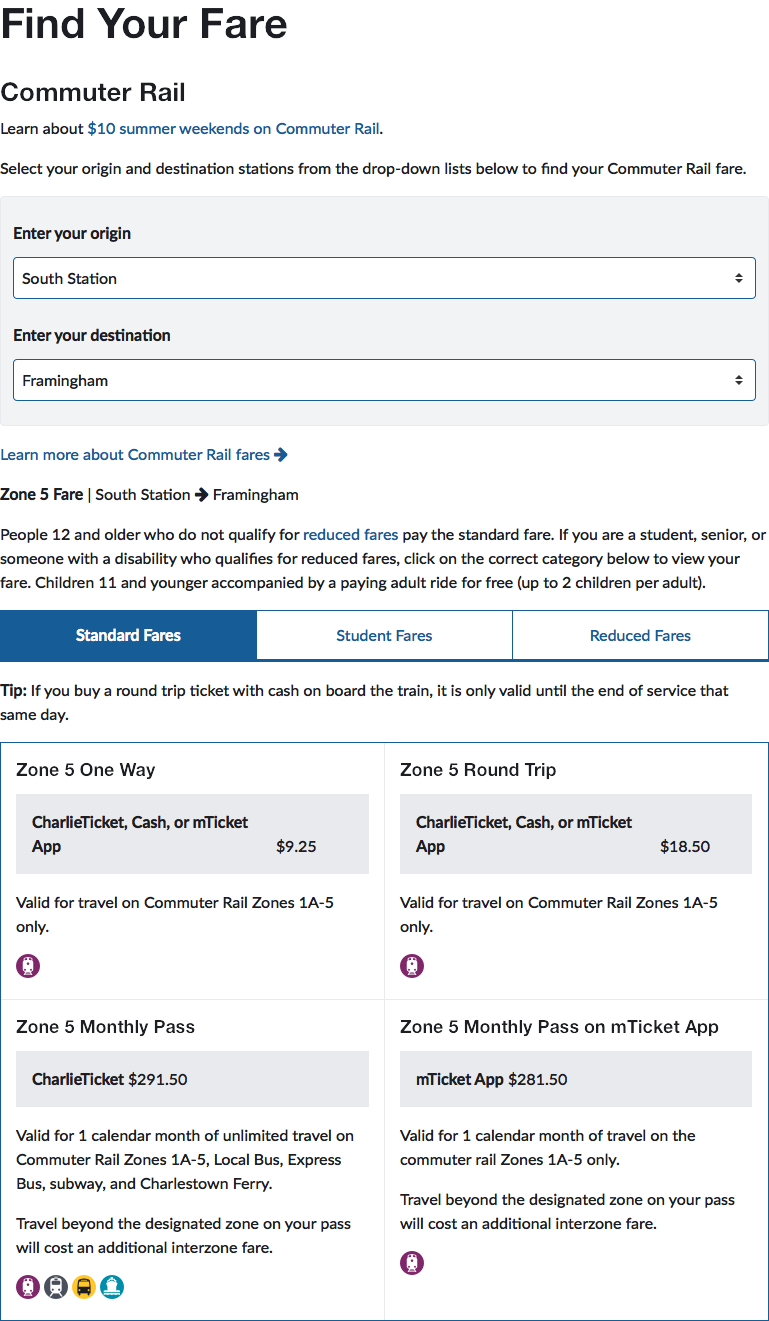 Find Your Fare
Commuter Rail
Learn about $10 summer weekends on Commuter Rail.
Select your origin and destination stations from the drop-down lists below to find your Commuter Rail fare.
Enter your origin
South Station
Enter your destination
Framingham
Learn more about Commuter Rail fares
Zone 5 Fare | South Station → Framingham
People 12 and older who do not qualify for reduced fares pay the standard fare. If you are a student, senior, or
someone with a disability who qualifies for reduced fares, click on the correct category below to view your
fare. Children 11 and younger accompanied by a paying adult ride for free (up to 2 children per adult).
Standard Fares
Student Fares
Reduced Fares
Tip: If you buy a round trip ticket with cash on board the train, it is only valid until the end of service that
same day.
Zone 5 One Way
CharlieTicket, Cash, or mTicket
App $9.25
Valid for travel on Commuter Rail Zones 1A-5
only.
Zone 5 Round Trip
CharlieTicket, Cash, or mTicket
App $18.50
Valid for travel on Commuter Rail Zones 1A-5
only.
Zone 5 Monthly Pass
CharlieTicket $291.50
Valid for 1 calendar month of unlimited travel on
Commuter Rail Zones 1A-5, Local Bus, Express
Bus, subway, and Charlestown Ferry.
Travel beyond the designated zone on your pass
will cost an additional interzone fare.
Zone 5 Monthly Pass on mTicket App
mTicket App $281.50
Valid for 1 calendar month of travel on the
commuter rail Zones 1A-5 only.
Travel beyond the designated zone on your pass
will cost an additional interzone fare.